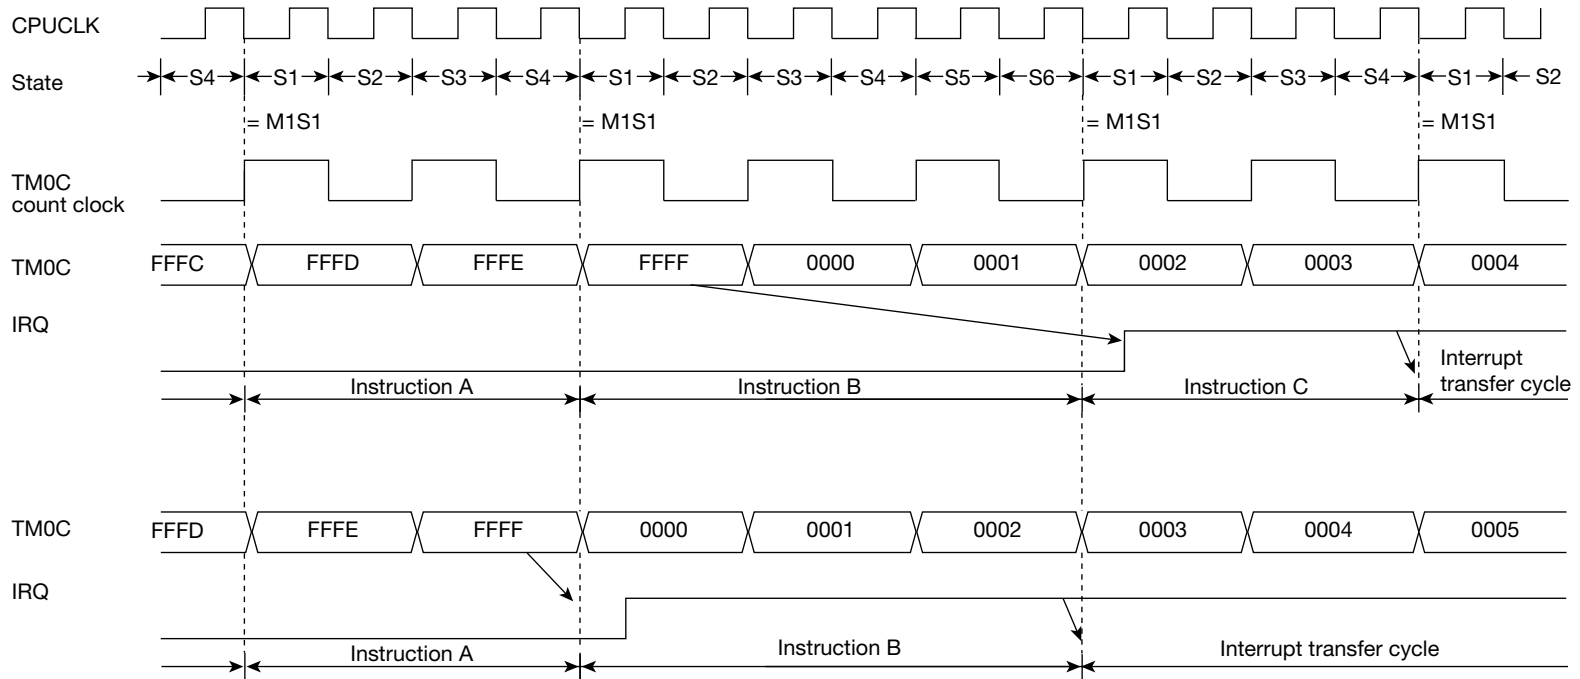 CPUCLK
State S4 S1 S2 S3 S4 S1 S2 S3 S4 S5 S6 S1 S2 S3 S4 S1 S2
= M1S1 = M1S1 = M1S1 = M1S1
TM0C
count clock
TM0C FFFC FFFD FFFE FFFF 0000 0001 0002 0003 0004
IRQ
Instruction A Instruction B Instruction C Interrupt
transfer cycle
TM0C FFFD FFFE FFFF 0000 0001 0002 0003 0004 0005
IRQ
Instruction A Instruction B Interrupt transfer cycle